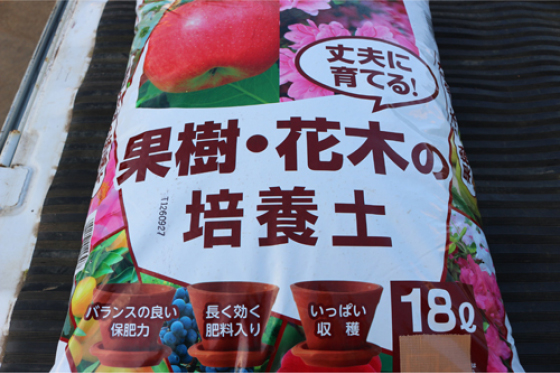 丈夫に
育てる!
果樹・花木の
培養土
T1260927
バランスの良い
保肥力
長く効く
肥料入り
いっぱい
収穫
18ℓ